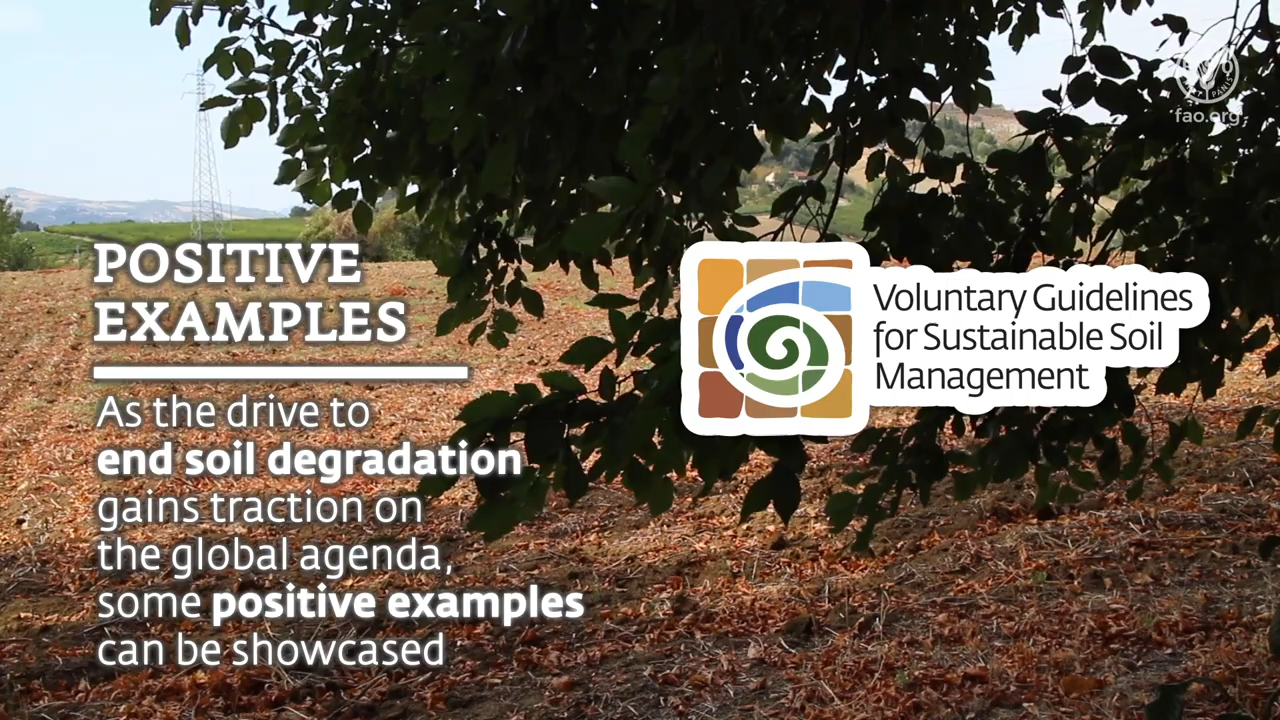 POSITIVE
EXAMPLES
As the drive to
end soil degradation
gains traction on
the global agenda,
some positive examples
can be showcased
Voluntary Guidelines
for Sustainable Soil
Management
fao.org